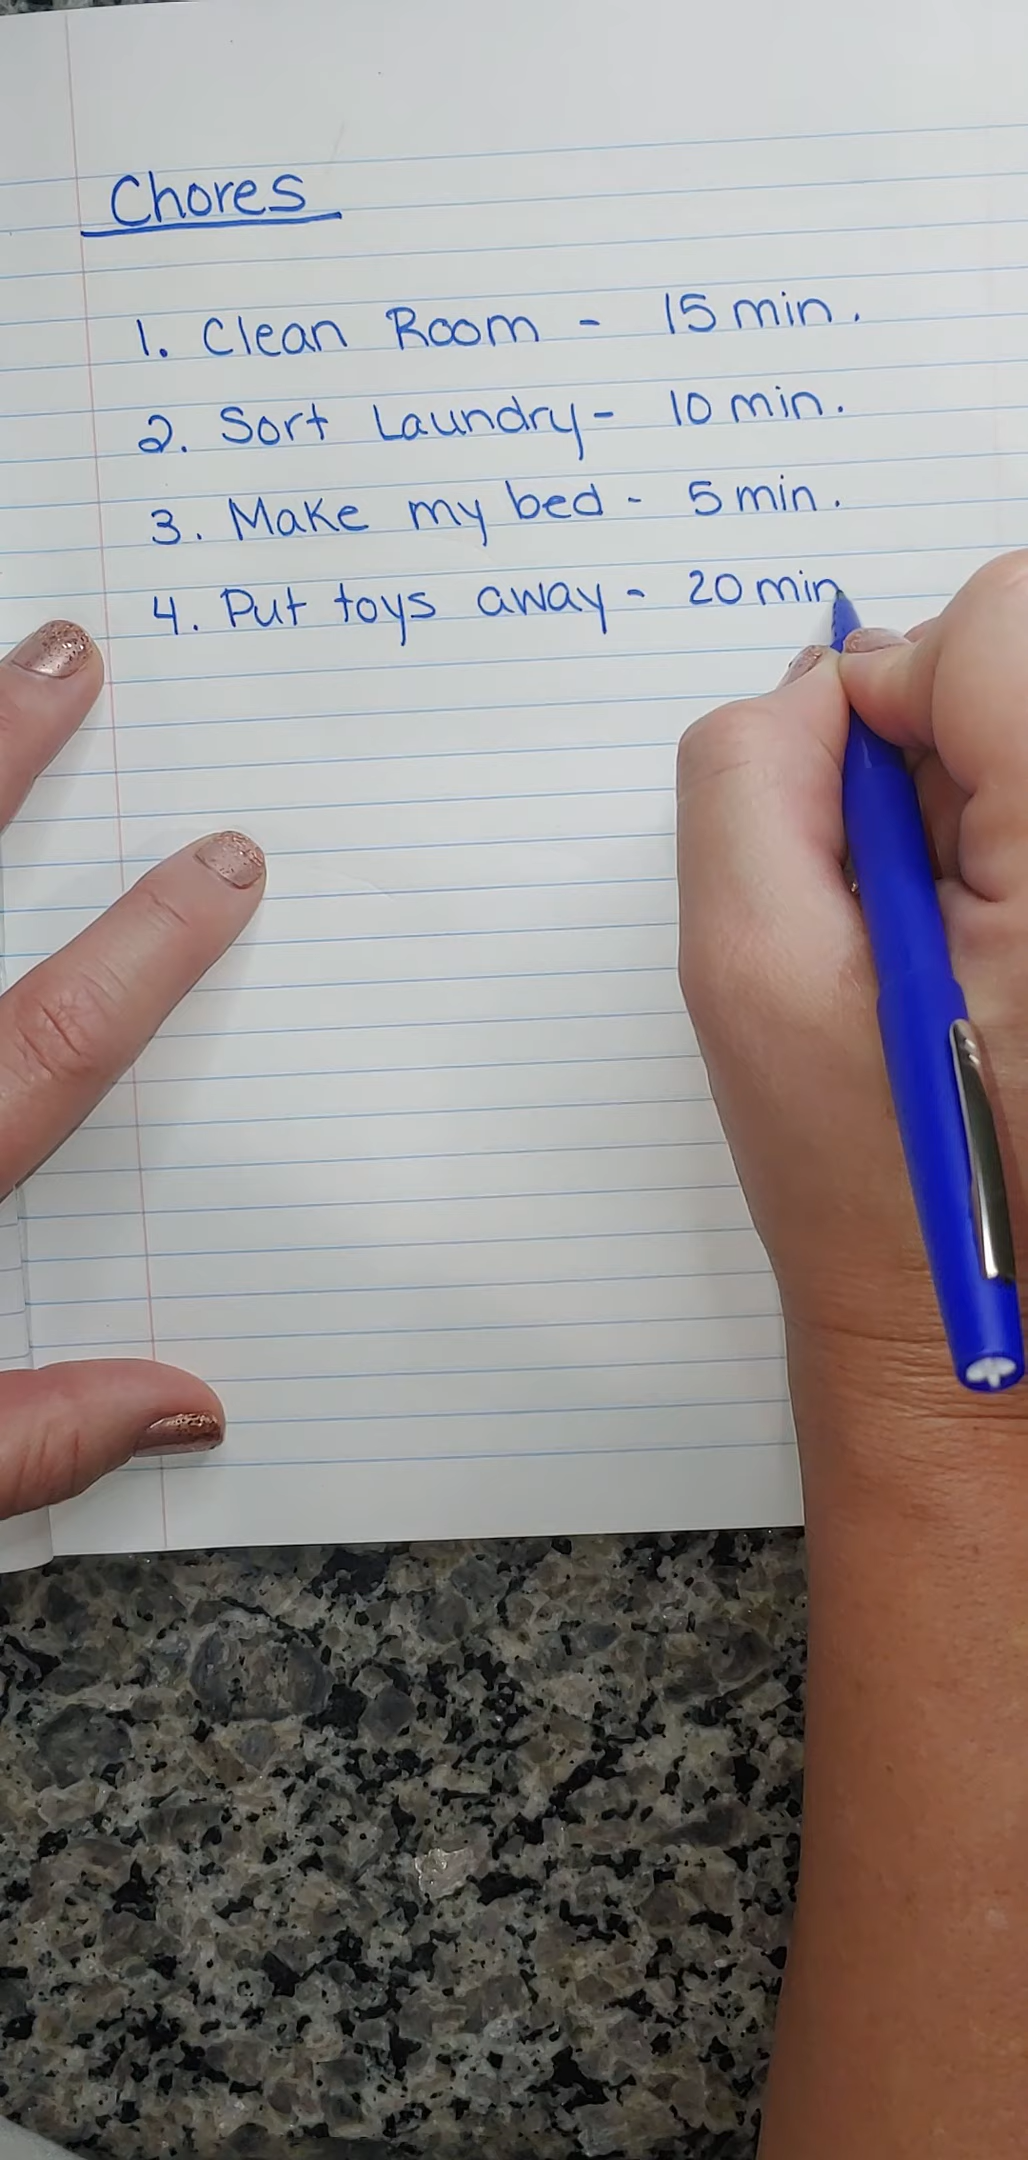 Chores
1. Clean Room - 15 min.
2. Sort Laundry - 10 min.
3. Make my bed - 5 min.
4. Put toys away - 20 min